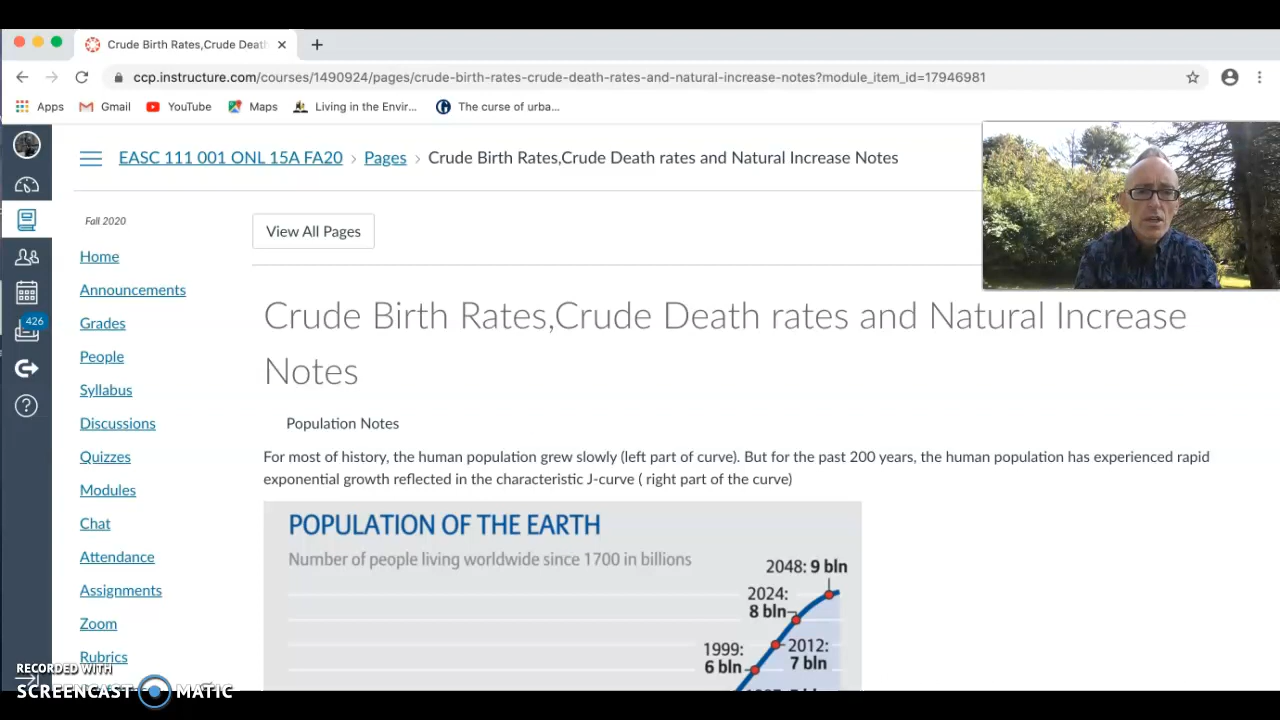 Crude Birth Rates,Crude Death
ccp.instructure.com/courses/1490924/pages/crude-birth-rates-crude-death-rates-and-natural-increase-notes?module_item_id=17946981
Apps Gmail YouTube Maps Living in the Envir... The curse of urba...
EASC 111 001 ONL 15A FA20 › Pages › Crude Birth Rates,Crude Death rates and Natural Increase Notes
Fall 2020
View All Pages
Home
Announcements
Grades
People
Syllabus
Discussions
Quizzes
Modules
Chat
Attendance
Assignments
Zoom
Rubrics
426
Crude Birth Rates,Crude Death rates and Natural Increase
Notes
Population Notes
For most of history, the human population grew slowly (left part of curve). But for the past 200 years, the human population has experienced rapid
exponential growth reflected in the characteristic J-curve ( right part of the curve)
POPULATION OF THE EARTH
Number of people living worldwide since 1700 in billions
2048: 9 bln
2024:
8 bln
1999:
6 bln
2012:
7 bln
RECORDED WITH
SCREENCAST MATIC